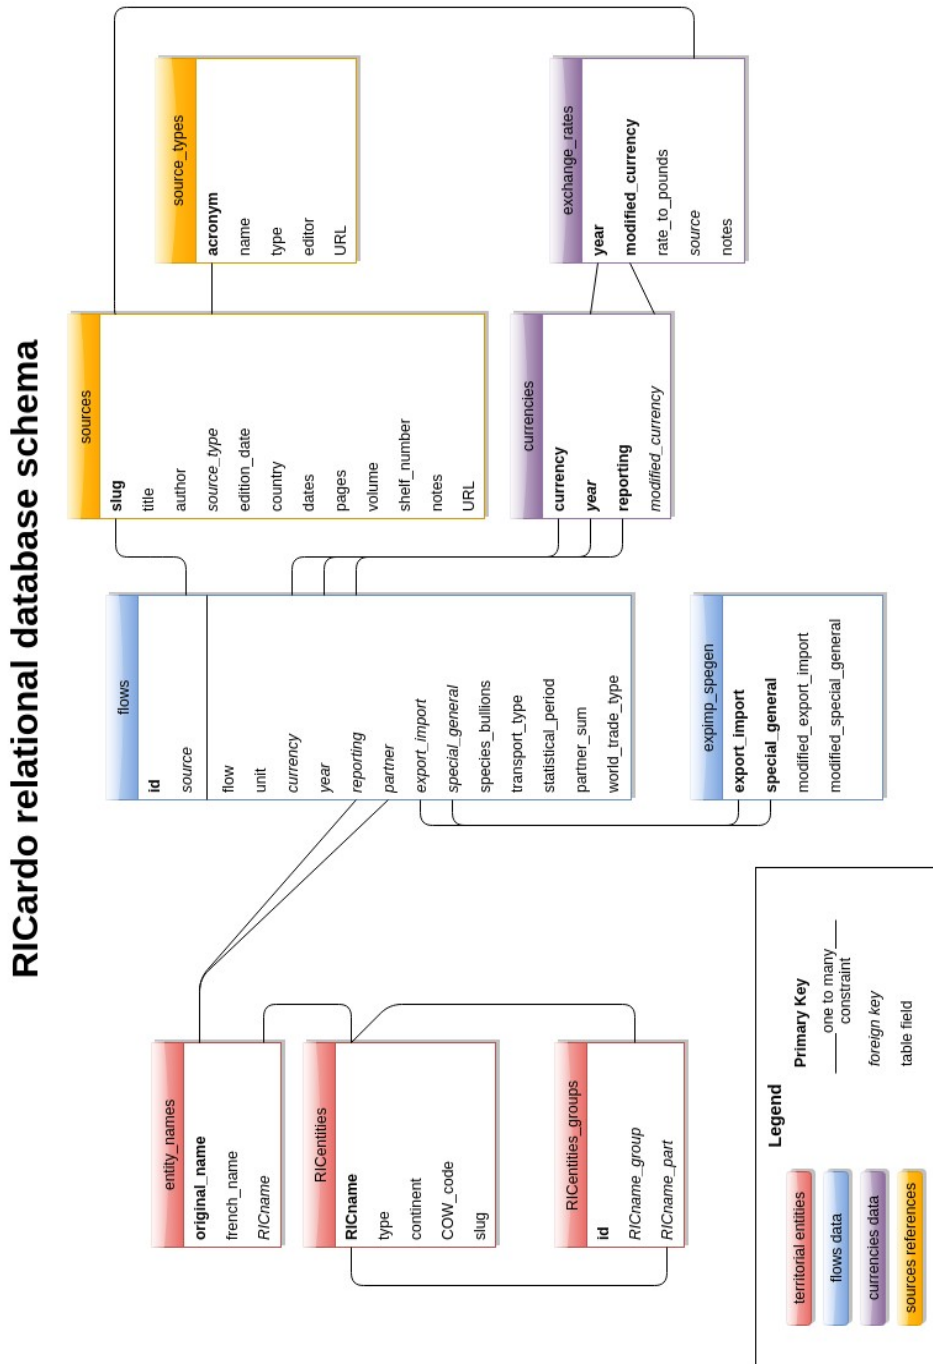 RICardo relational database schema
entity_names
original_name
french_name
RICname
RICentities
RICname
type
continent
COW_code
slug
RICentities_groups
id
RICname_group
RICname_part
flows
id
source
flow
unit
currency
year
reporting
partner
export_import
special_general
species_bullions
transport_type
statistical_period
partner_sum
world_trade_type
expimp_spegen
export_import
special_general
modified_export_import
modified_special_general
sources
slug
title
author
source_type
edition_date
country
dates
pages
volume
shelf_number
notes
URL
currencies
currency
year
reporting
modified_currency
source_types
acronym
name
type
editor
URL
exchange_rates
year
modified_currency
rate_to_pounds
source
notes
Legend
territorial entities
flows data
currencies data
sources references
Primary Key
one to many
constraint
foreign key
table field